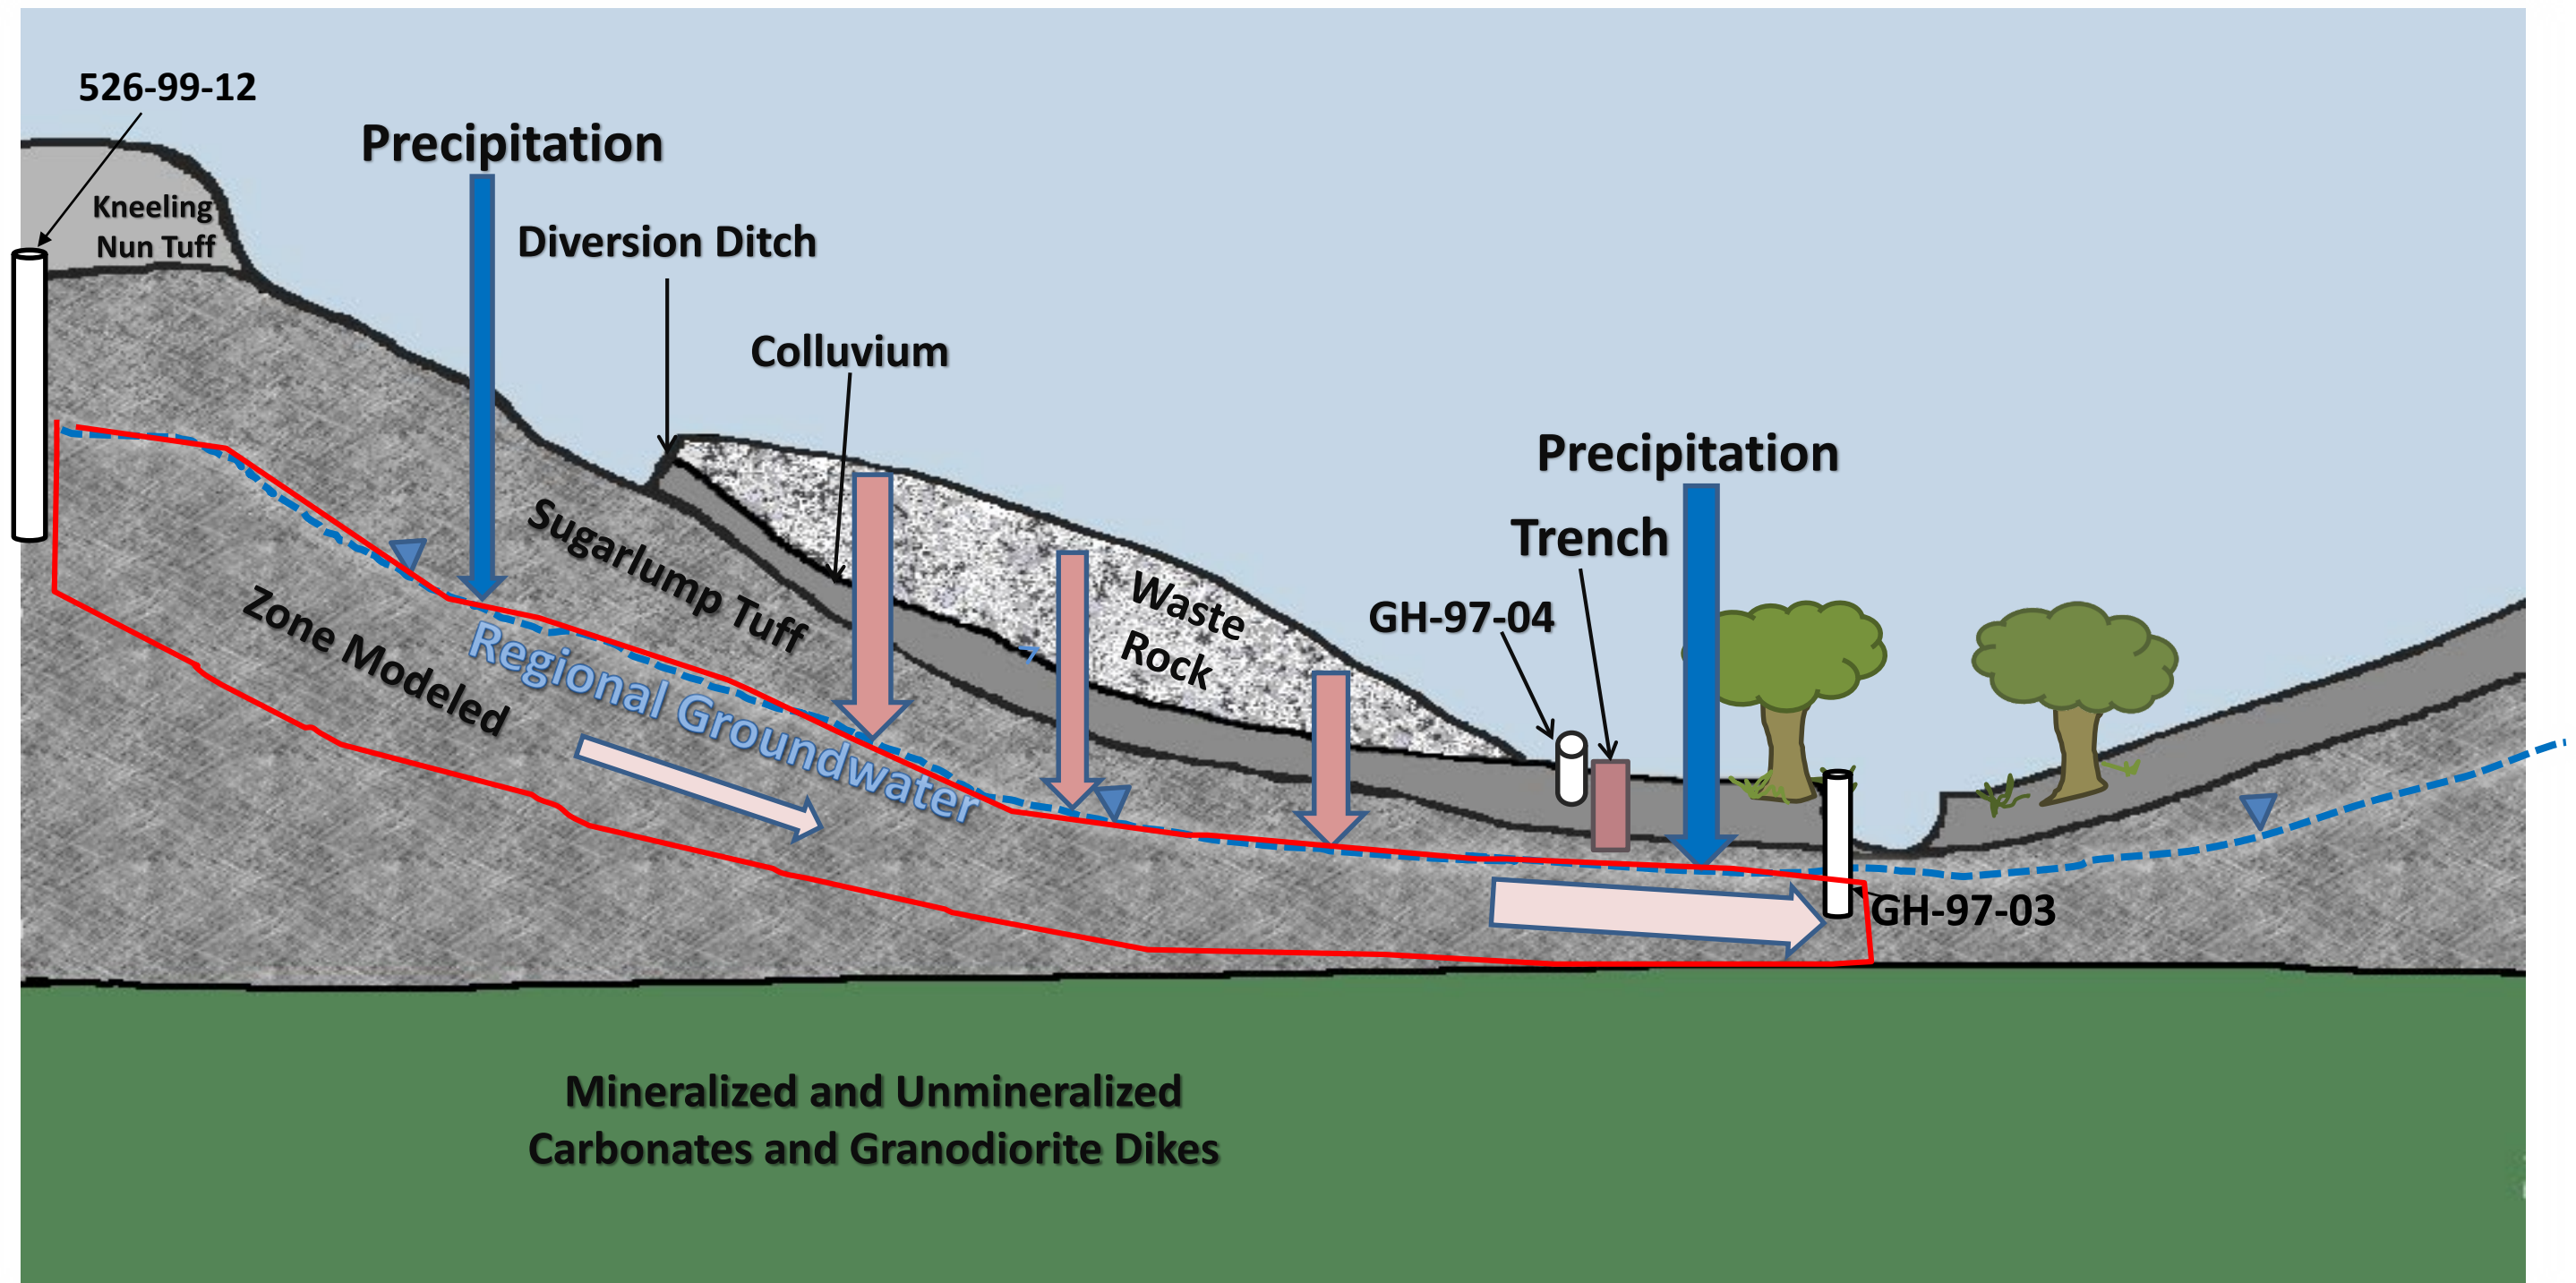 526-99-12
Precipitation
Kneeling
Nun Tuff
Diversion Ditch
Colluvium
Precipitation
Trench
GH-97-04
Waste
Rock
Sugarlump Tuff
Zone Modeled
Regional Groundwater
GH-97-03
Mineralized and Unmineralized
Carbonates and Granodiorite Dikes